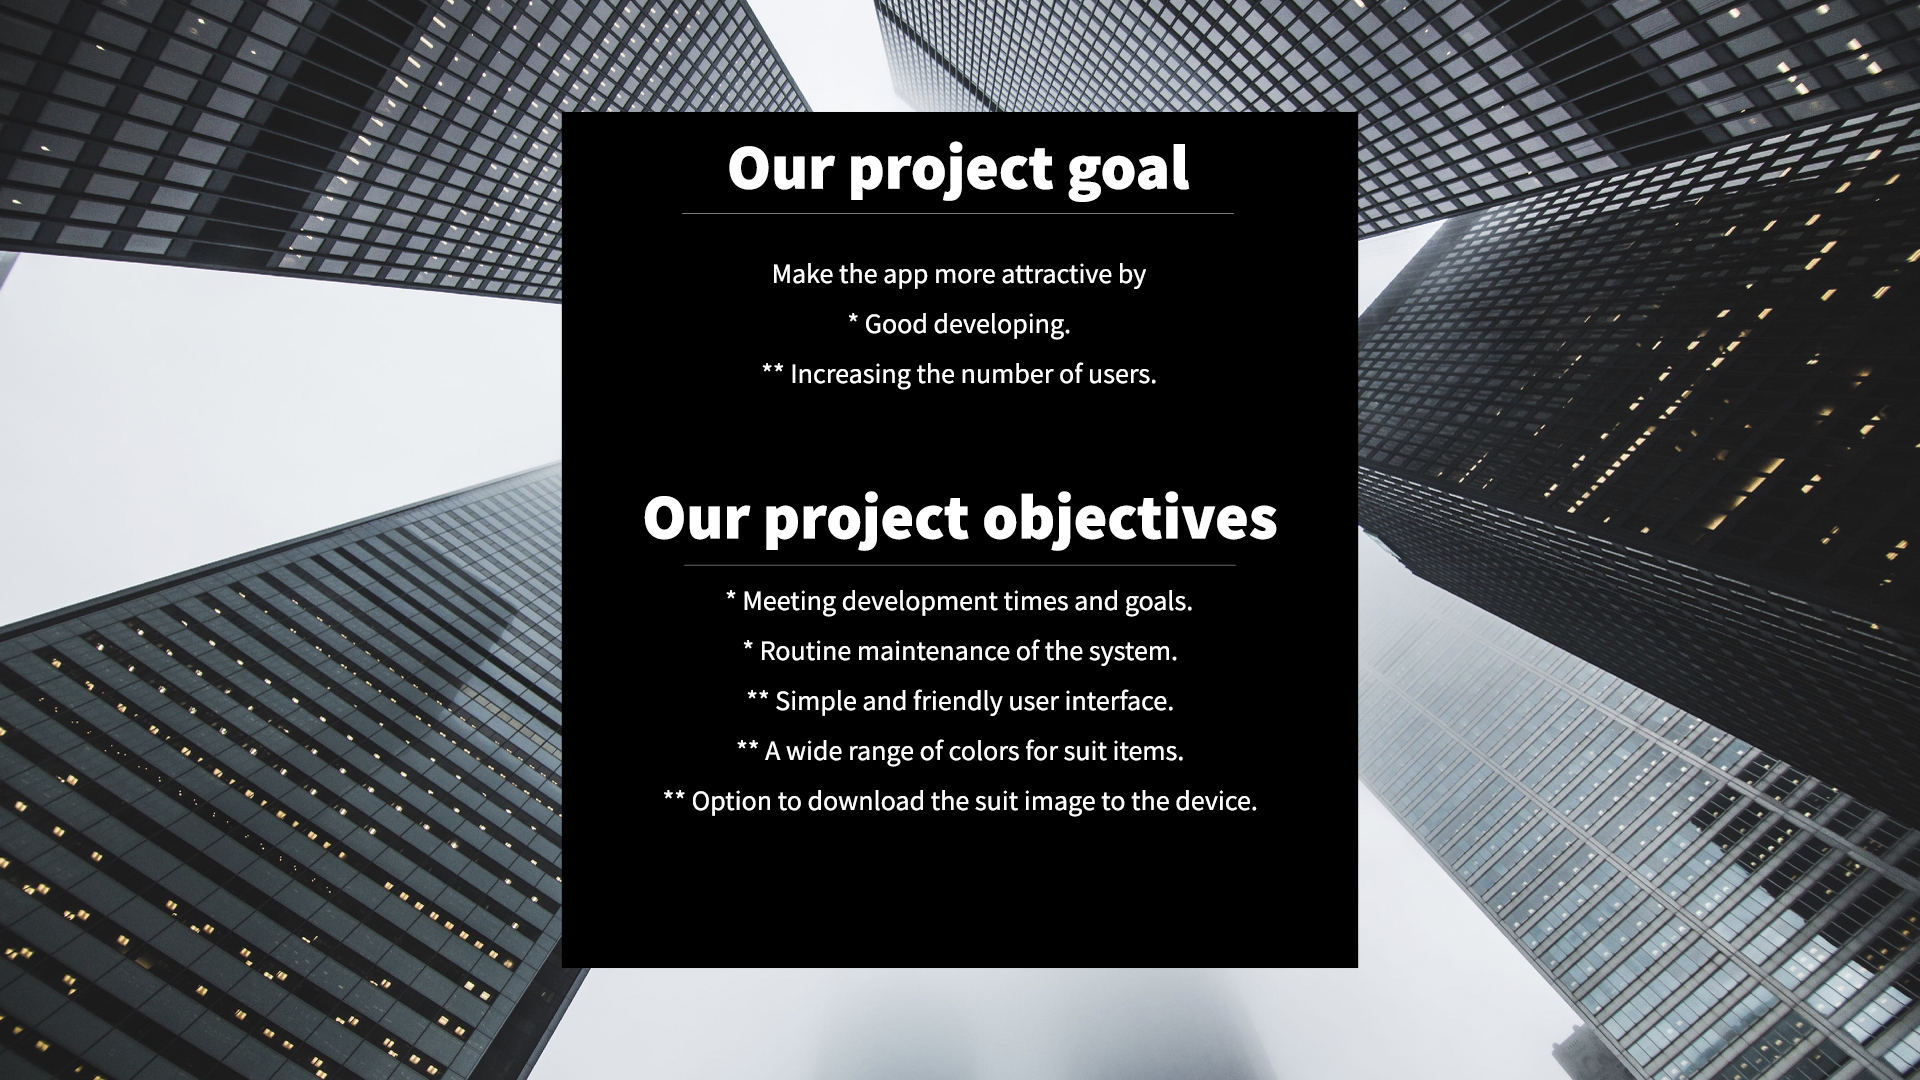 Our project goal
Make the app more attractive by
* Good developing.
** Increasing the number of users.
Our project objectives
* Meeting development times and goals.
* Routine maintenance of the system.
** Simple and friendly user interface.
** A wide range of colors for suit items.
** Option to download the suit image to the device.